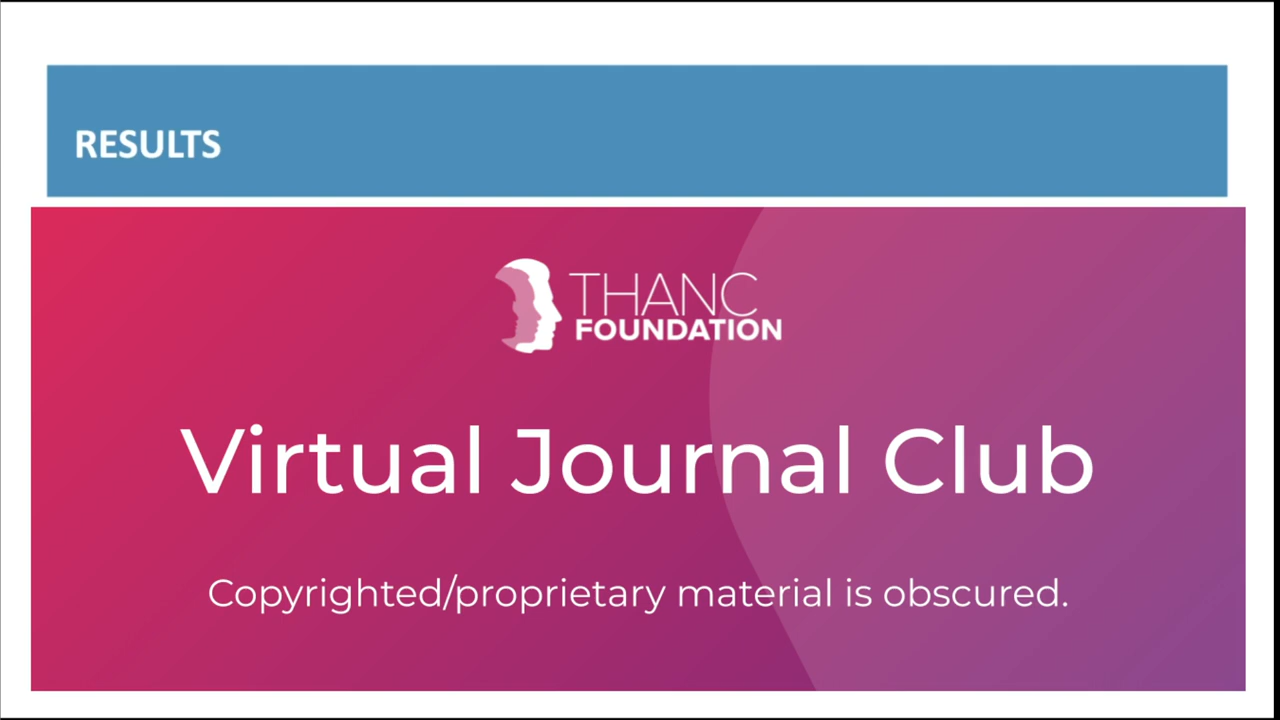 RESULTS
THANC
FOUNDATION
Virtual Journal Club
Copyrighted/proprietary material is obscured.